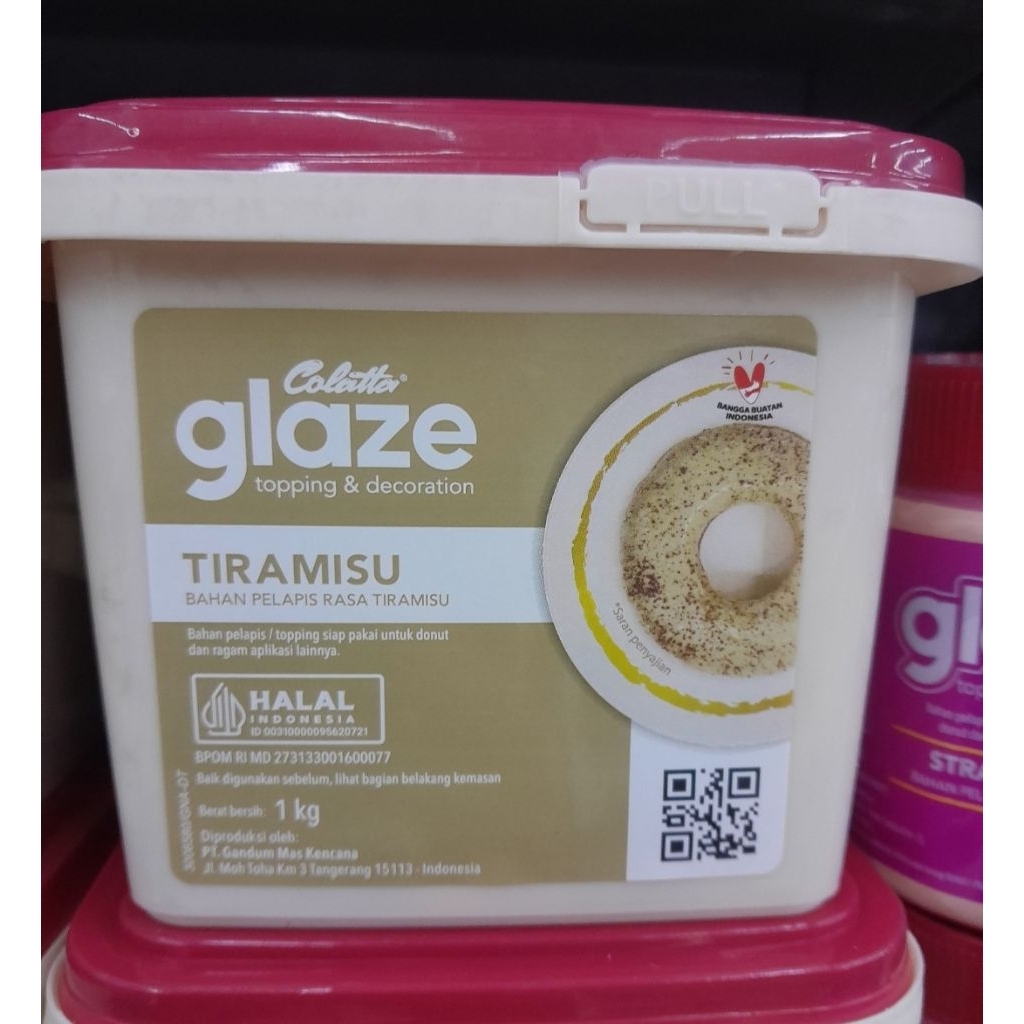 PULL
Colatta®
glaze
topping & decoration
BANGGA BUATAN
INDONESIA
TIRAMISU
BAHAN PELAPIS RASA TIRAMISU
Bahan pelapis / topping siap pakai untuk donut
dan ragam aplikasi lainnya.
*Saran penyajian
HALAL
INDONESIA
ID 00310000095620721
BPOM RI MD 273133001600077
Baik digunakan sebelum, lihat bagian belakang kemasan
Berat bersih: 1 kg
Diproduksi oleh:
PT. Gandum Mas Kencana
Jl. Moh Toha Km 3 Tangerang 15113 - Indonesia
gl
top
STRA
BAHAN PEL